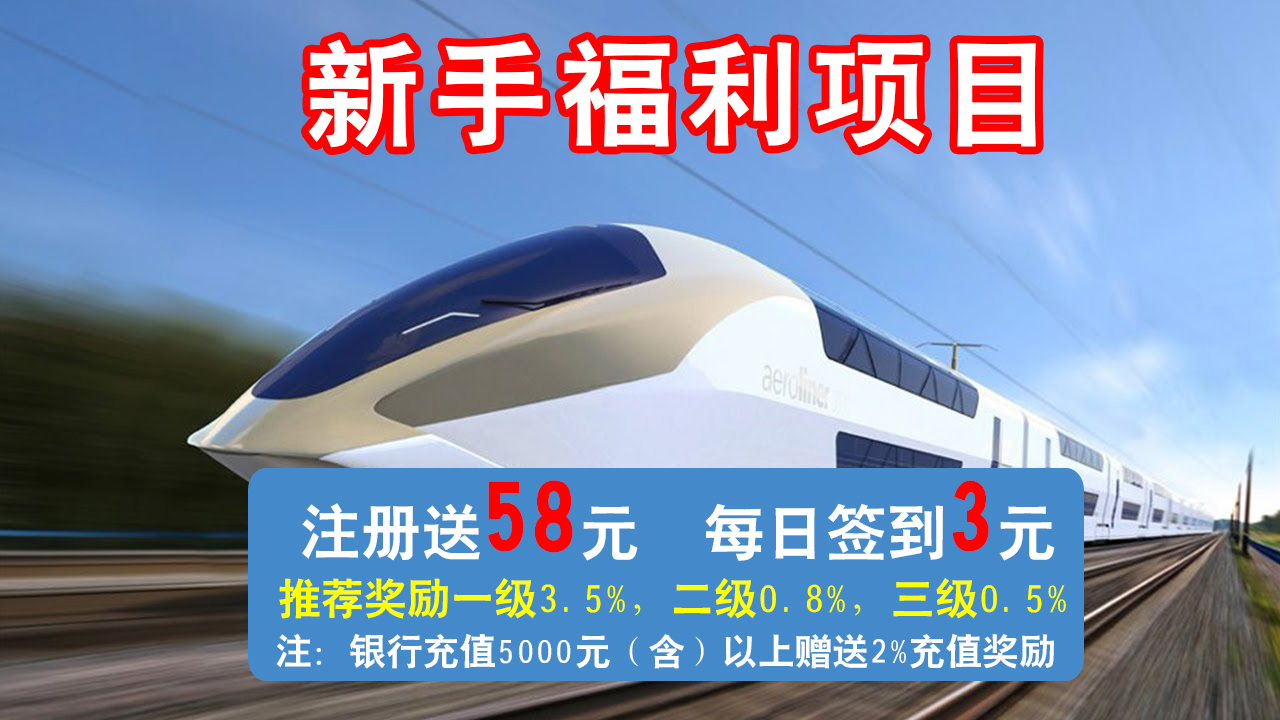 新手福利项目
aeroliner
注册送58元 每日签到3元
推荐奖励一级3.5%，二级0.8%，三级0.5%
注：银行充值5000元（含）以上赠送2%充值奖励